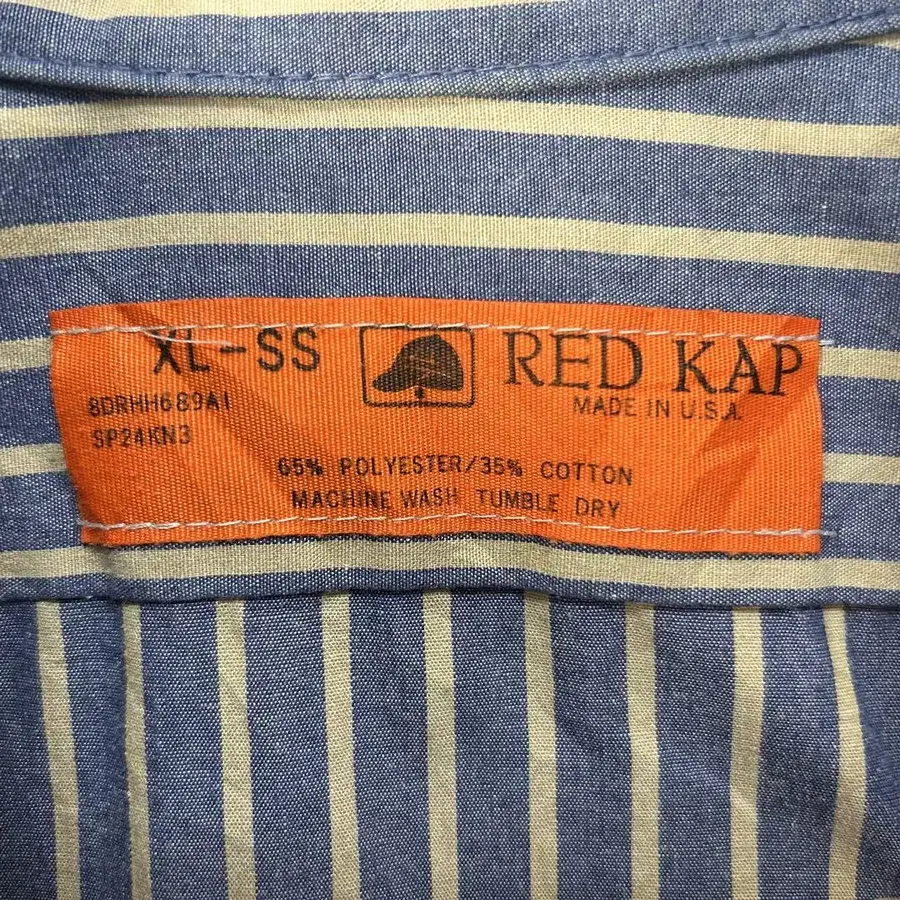 XL-SS
RED KAP
8DRHH689A1
MADE IN U.S.A.
SP24KN3
65% POLYESTER/35% COTTON
MACHINE WASH TUMBLE DRY